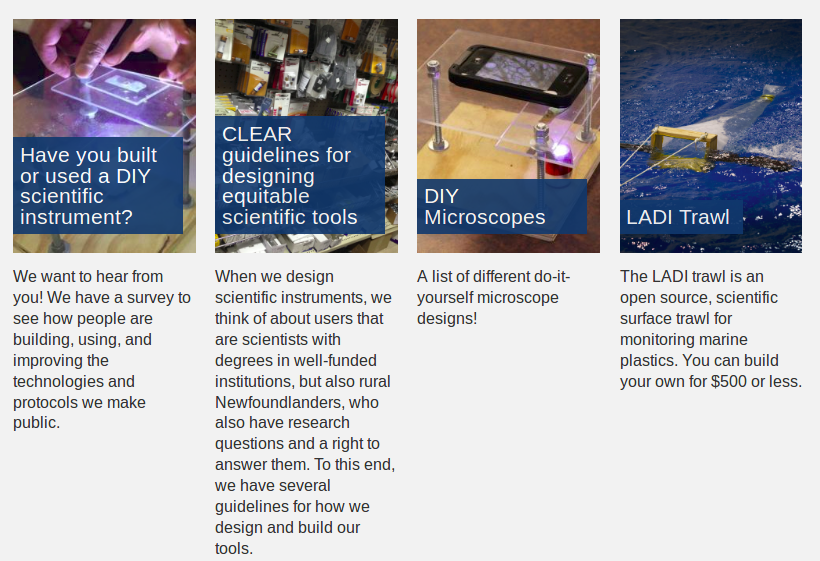 Have you built
or used a DIY
scientific
instrument?
We want to hear from
you! We have a survey to
see how people are
building, using, and
improving the
technologies and
protocols we make
public.
CLEAR
guidelines for
designing
equitable
scientific tools
When we design
scientific instruments, we
think of about users that
are scientists with
degrees in well-funded
institutions, but also rural
Newfoundlanders, who
also have research
questions and a right to
answer them. To this end,
we have several
guidelines for how we
design and build our
tools.
DIY
Microscopes
A list of different do-it-
yourself microscope
designs!
LADI Trawl
The LADI trawl is an
open source, scientific
surface trawl for
monitoring marine
plastics. You can build
your own for $500 or less.